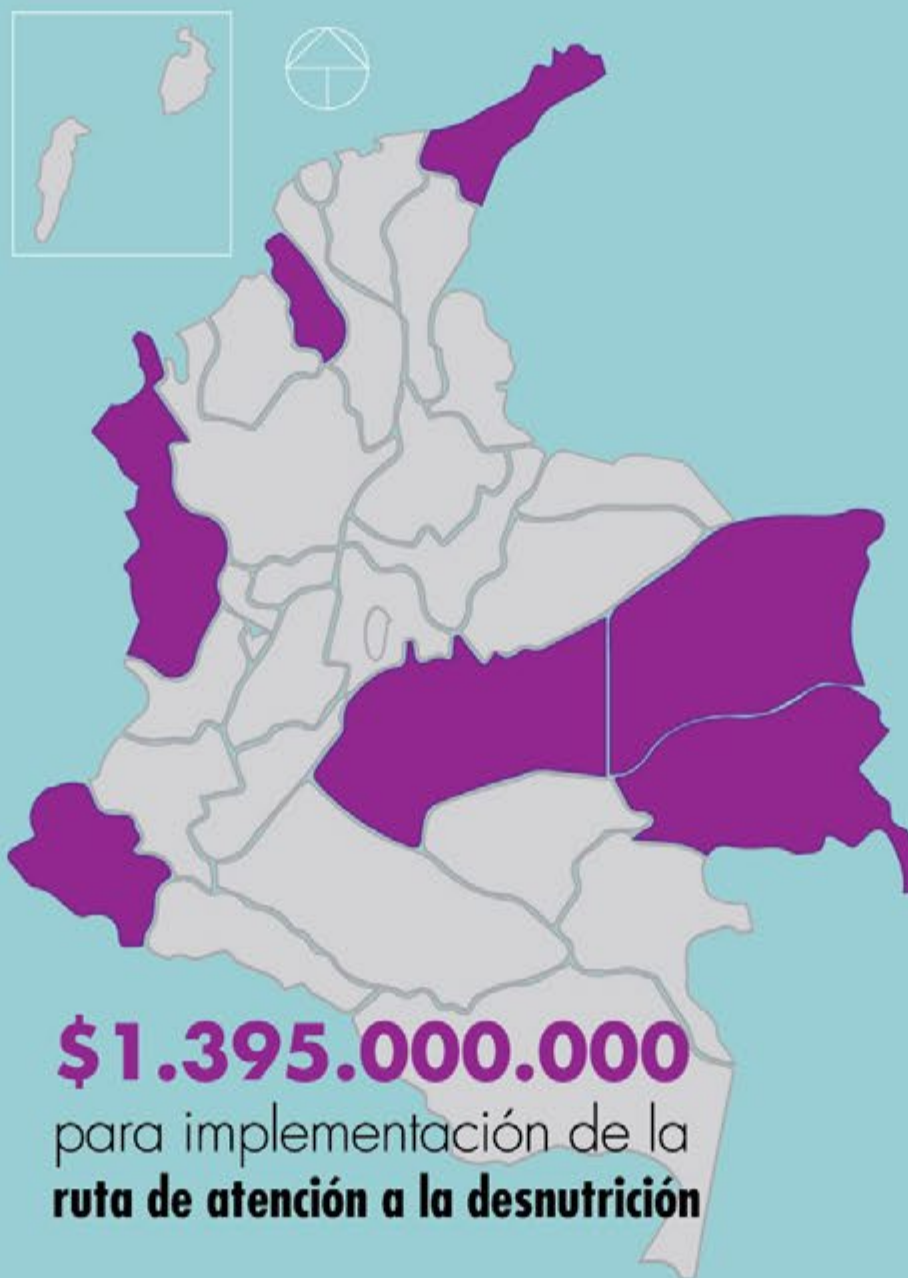 $1.395.000.000
para implementación de la
ruta de atención a la desnutrición